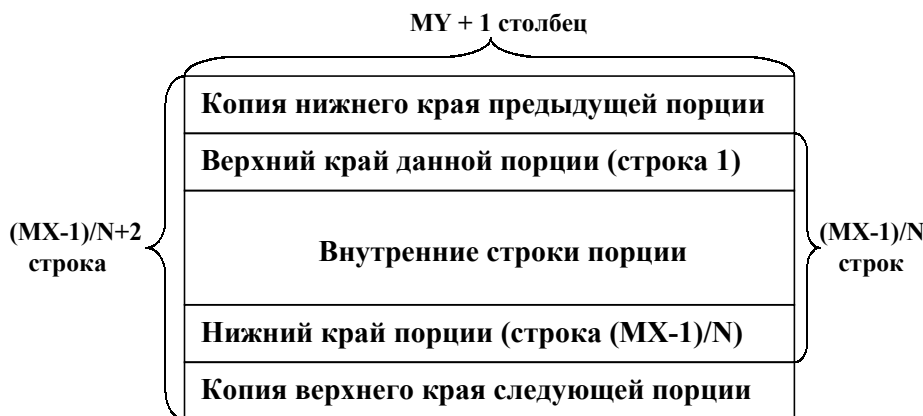 MY + 1 столбец
Копия нижнего края предыдущей порции
Верхний край данной порции (строка 1)
(MX-1)/N+2
строка
Внутренние строки порции
(MX-1)/N
строк
Нижний край порции (строка (MX-1)/N)
Копия верхнего края следующей порции